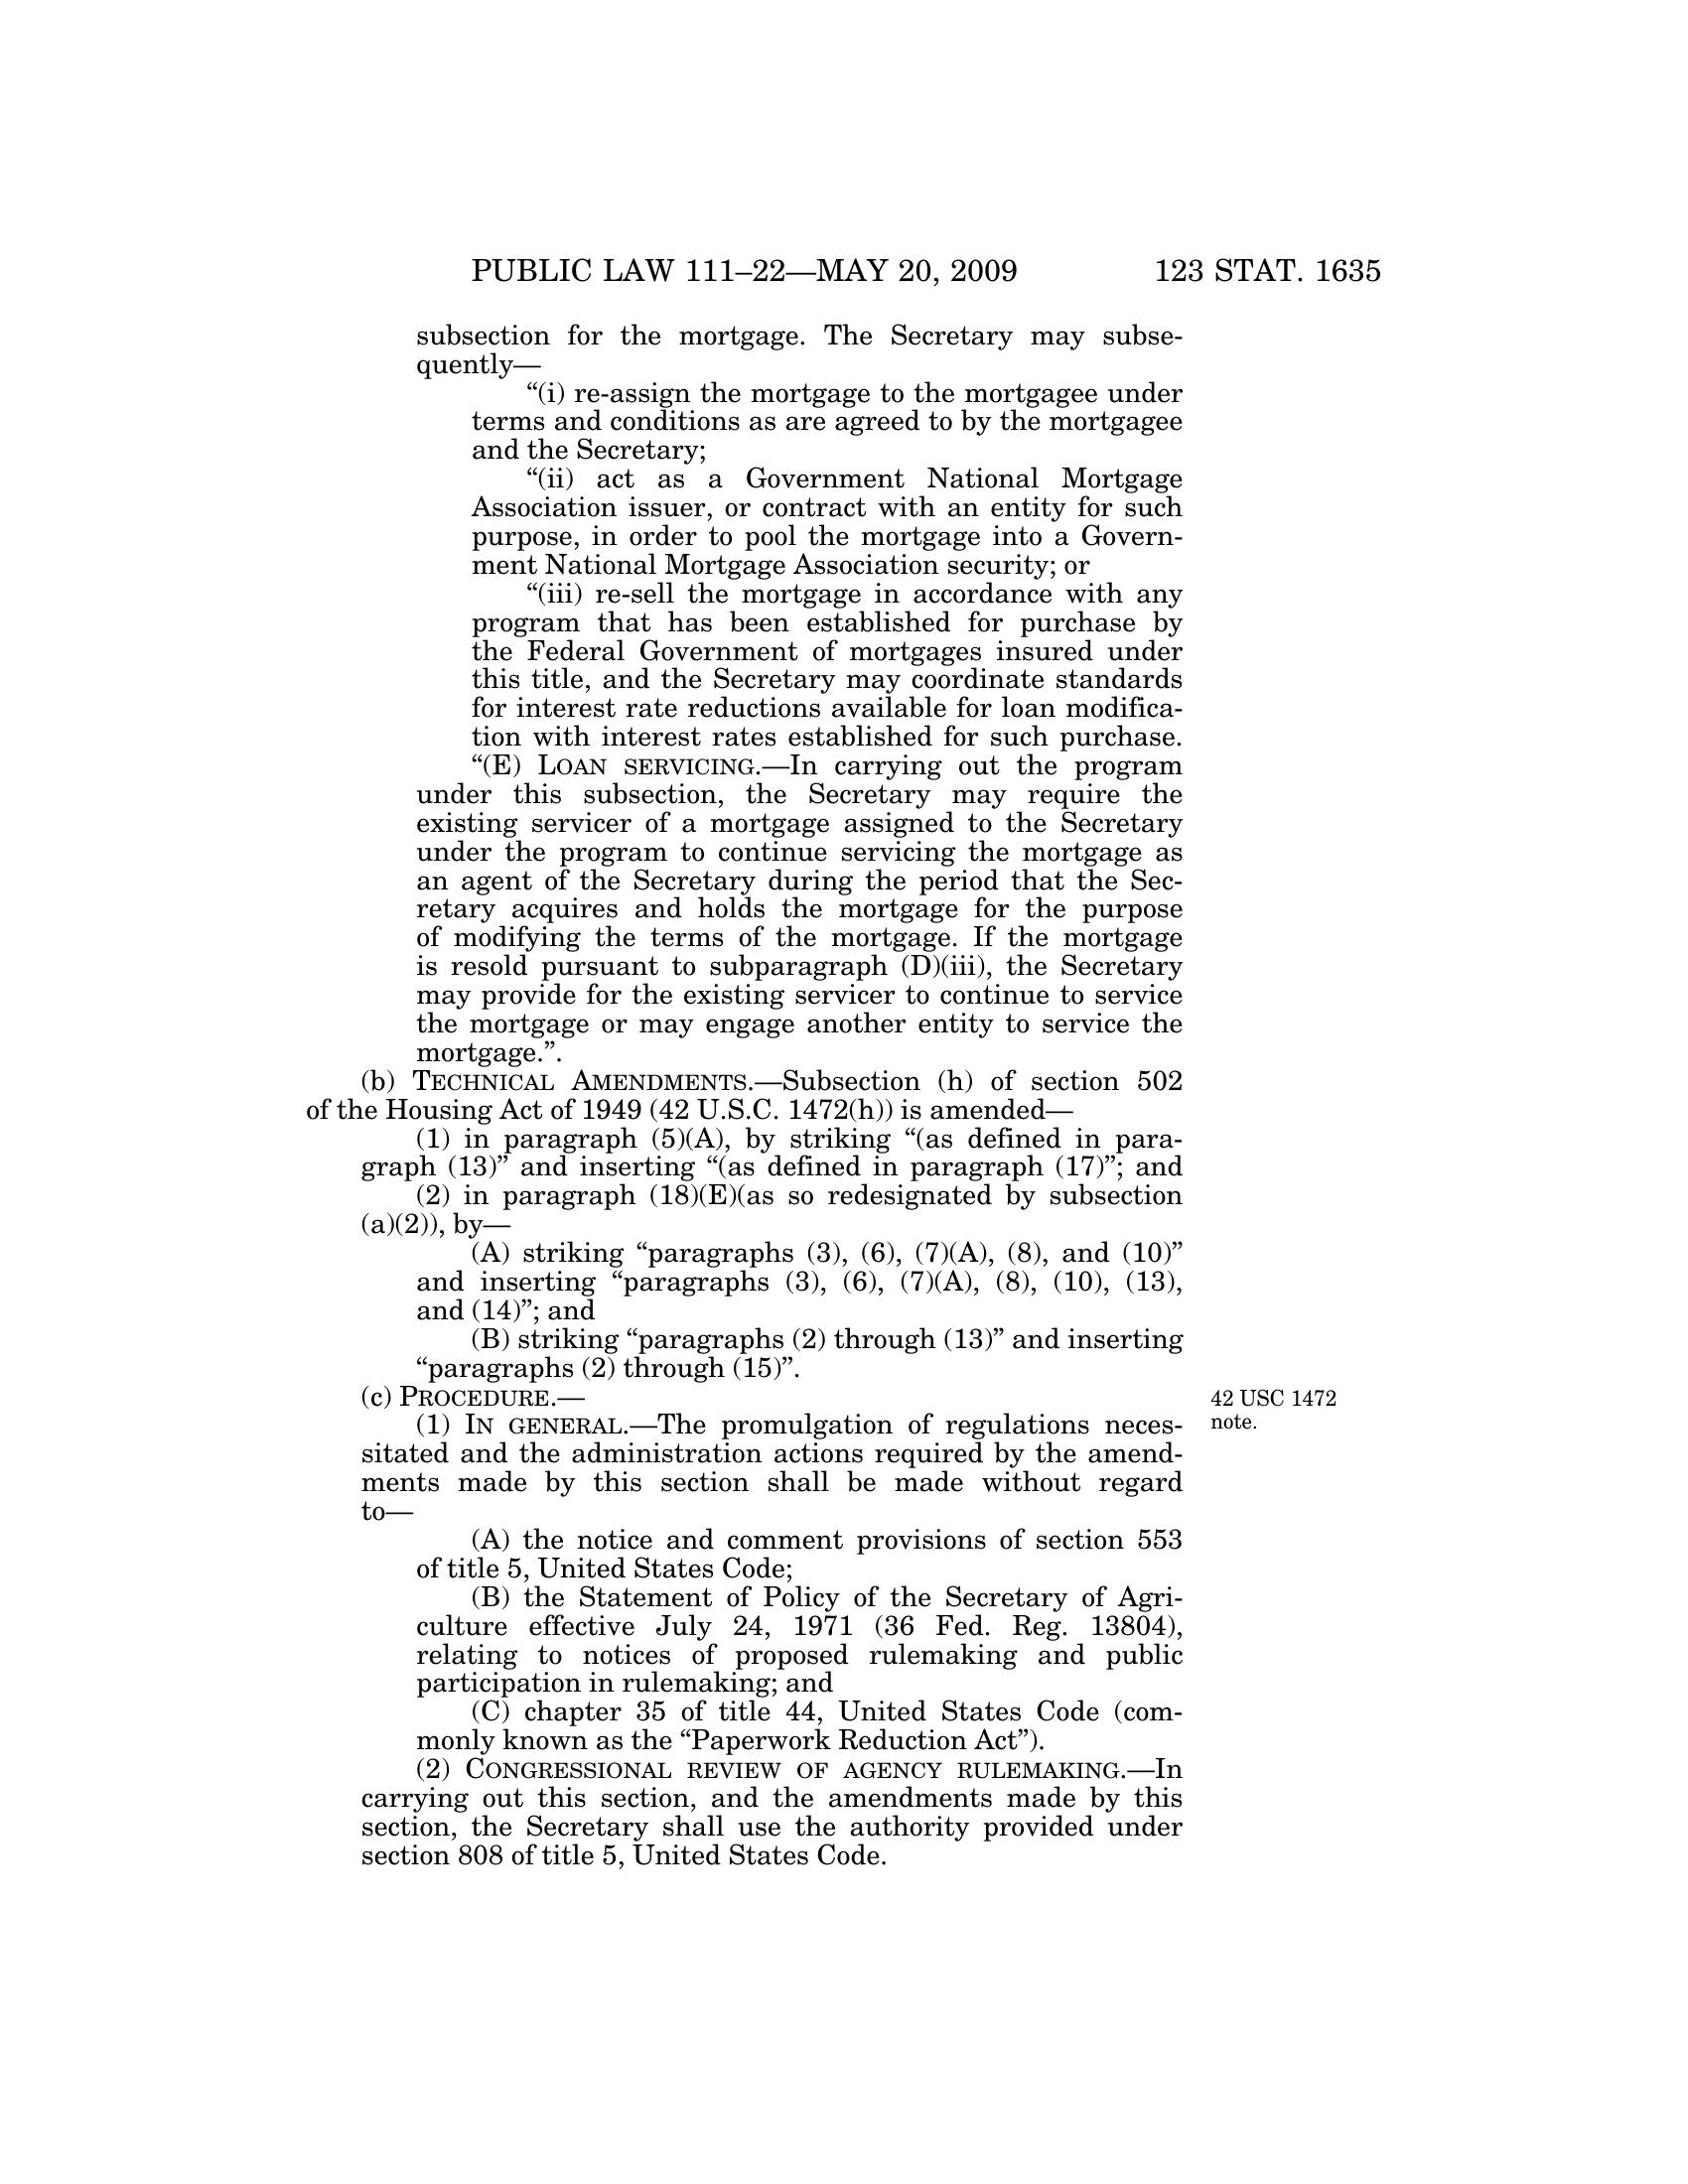 PUBLIC LAW 111–22—MAY 20, 2009 123 STAT. 1635
subsection for the mortgage. The Secretary may subse-
quently—
“(i) re-assign the mortgage to the mortgagee under
terms and conditions as are agreed to by the mortgagee
and the Secretary;
“(ii) act as a Government National Mortgage
Association issuer, or contract with an entity for such
purpose, in order to pool the mortgage into a Govern-
ment National Mortgage Association security; or
“(iii) re-sell the mortgage in accordance with any
program that has been established for purchase by
the Federal Government of mortgages insured under
this title, and the Secretary may coordinate standards
for interest rate reductions available for loan modifica-
tion with interest rates established for such purchase.
“(E) LOAN SERVICING.—In carrying out the program
under this subsection, the Secretary may require the
existing servicer of a mortgage assigned to the Secretary
under the program to continue servicing the mortgage as
an agent of the Secretary during the period that the Sec-
retary acquires and holds the mortgage for the purpose
of modifying the terms of the mortgage. If the mortgage
is resold pursuant to subparagraph (D)(iii), the Secretary
may provide for the existing servicer to continue to service
the mortgage or may engage another entity to service the
mortgage.”.
(b) TECHNICAL AMENDMENTS.—Subsection (h) of section 502
of the Housing Act of 1949 (42 U.S.C. 1472(h)) is amended—
(1) in paragraph (5)(A), by striking “(as defined in para-
graph (13)” and inserting “(as defined in paragraph (17)”; and
(2) in paragraph (18)(E)(as so redesignated by subsection
(a)(2)), by—
(A) striking “paragraphs (3), (6), (7)(A), (8), and (10)”
and inserting “paragraphs (3), (6), (7)(A), (8), (10), (13),
and (14)”; and
(B) striking “paragraphs (2) through (13)” and inserting
“paragraphs (2) through (15)”.
(c) PROCEDURE.—
(1) IN GENERAL.—The promulgation of regulations neces-
sitated and the administration actions required by the amend-
ments made by this section shall be made without regard
to—
(A) the notice and comment provisions of section 553
of title 5, United States Code;
(B) the Statement of Policy of the Secretary of Agri-
culture effective July 24, 1971 (36 Fed. Reg. 13804),
relating to notices of proposed rulemaking and public
participation in rulemaking; and
(C) chapter 35 of title 44, United States Code (com-
monly known as the “Paperwork Reduction Act”).
(2) CONGRESSIONAL REVIEW OF AGENCY RULEMAKING.—In
carrying out this section, and the amendments made by this
section, the Secretary shall use the authority provided under
section 808 of title 5, United States Code.
42 USC 1472
note.